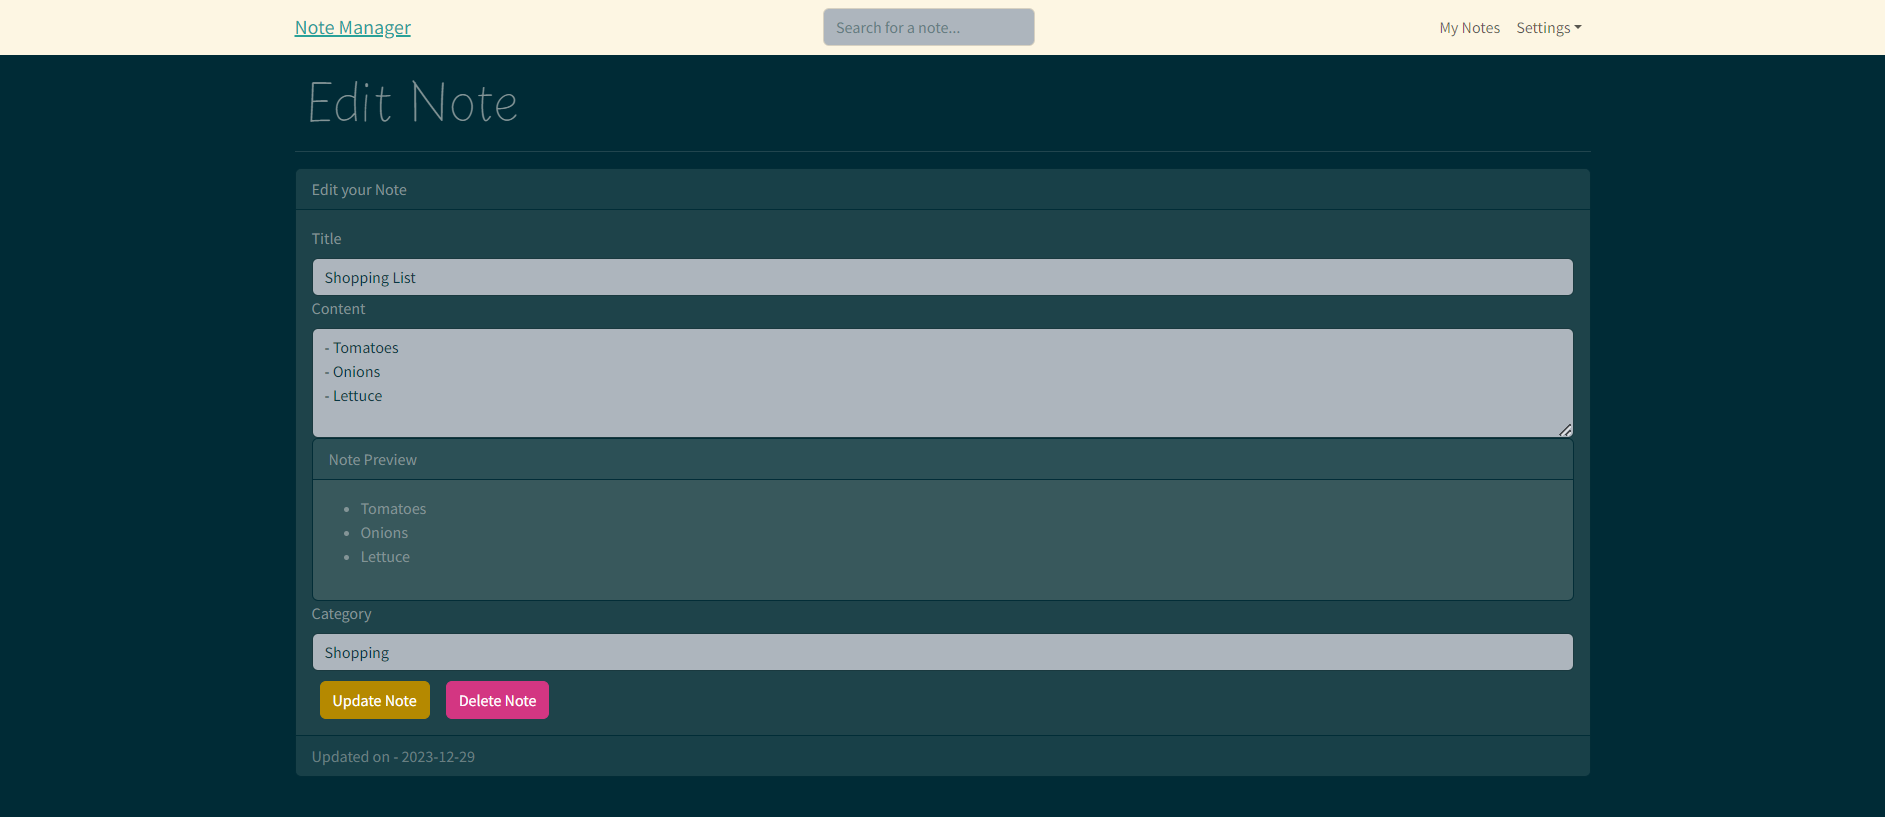 Note Manager
Search for a note...
My Notes
Settings
Edit Note
Edit your Note
Title
Shopping List
Content
- Tomatoes
- Onions
- Lettuce
Note Preview
• Tomatoes
• Onions
• Lettuce
Category
Shopping
Update Note
Delete Note
Updated on - 2023-12-29